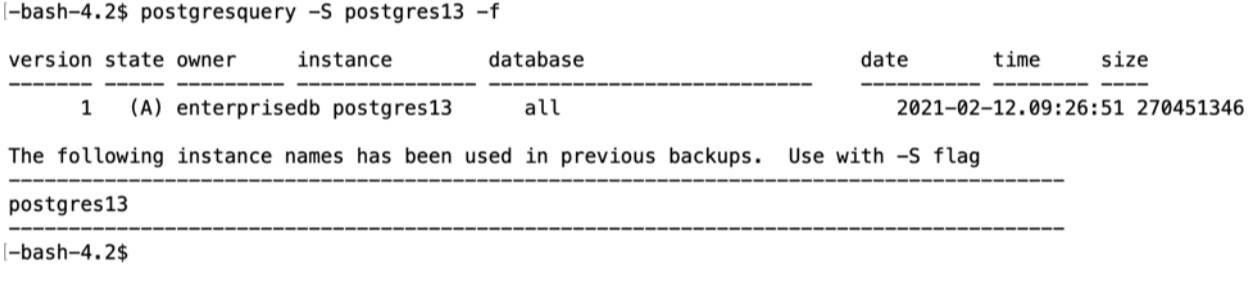 -bash-4.2$ postgresquery -S postgres13 -f
version state owner instance database date time size
------- ----- --------- --------------- --------------------------- ---------- -------- ----
1 (A) enterprisedb postgres13 all 2021-02-12.09:26:51 270451346
The following instance names has been used in previous backups. Use with -S flag
----------------------------------------------------------------------------------------
postgres13
----------------------------------------------------------------------------------------
-bash-4.2$